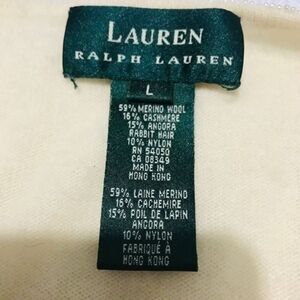 LAUREN
RALPH LAUREN
L
59% MERINO WOOL
16% CASHMERE
15% ANGORA
RABBIT HAIR
10% NYLON
RN 54050
CA 08349
MADE IN
HONG KONG
59% LAINE MERINO
16% CACHEMIRE
15% POIL DE LAPIN
ANGORA
10% NYLON
FABRIQUÉ À
HONG KONG